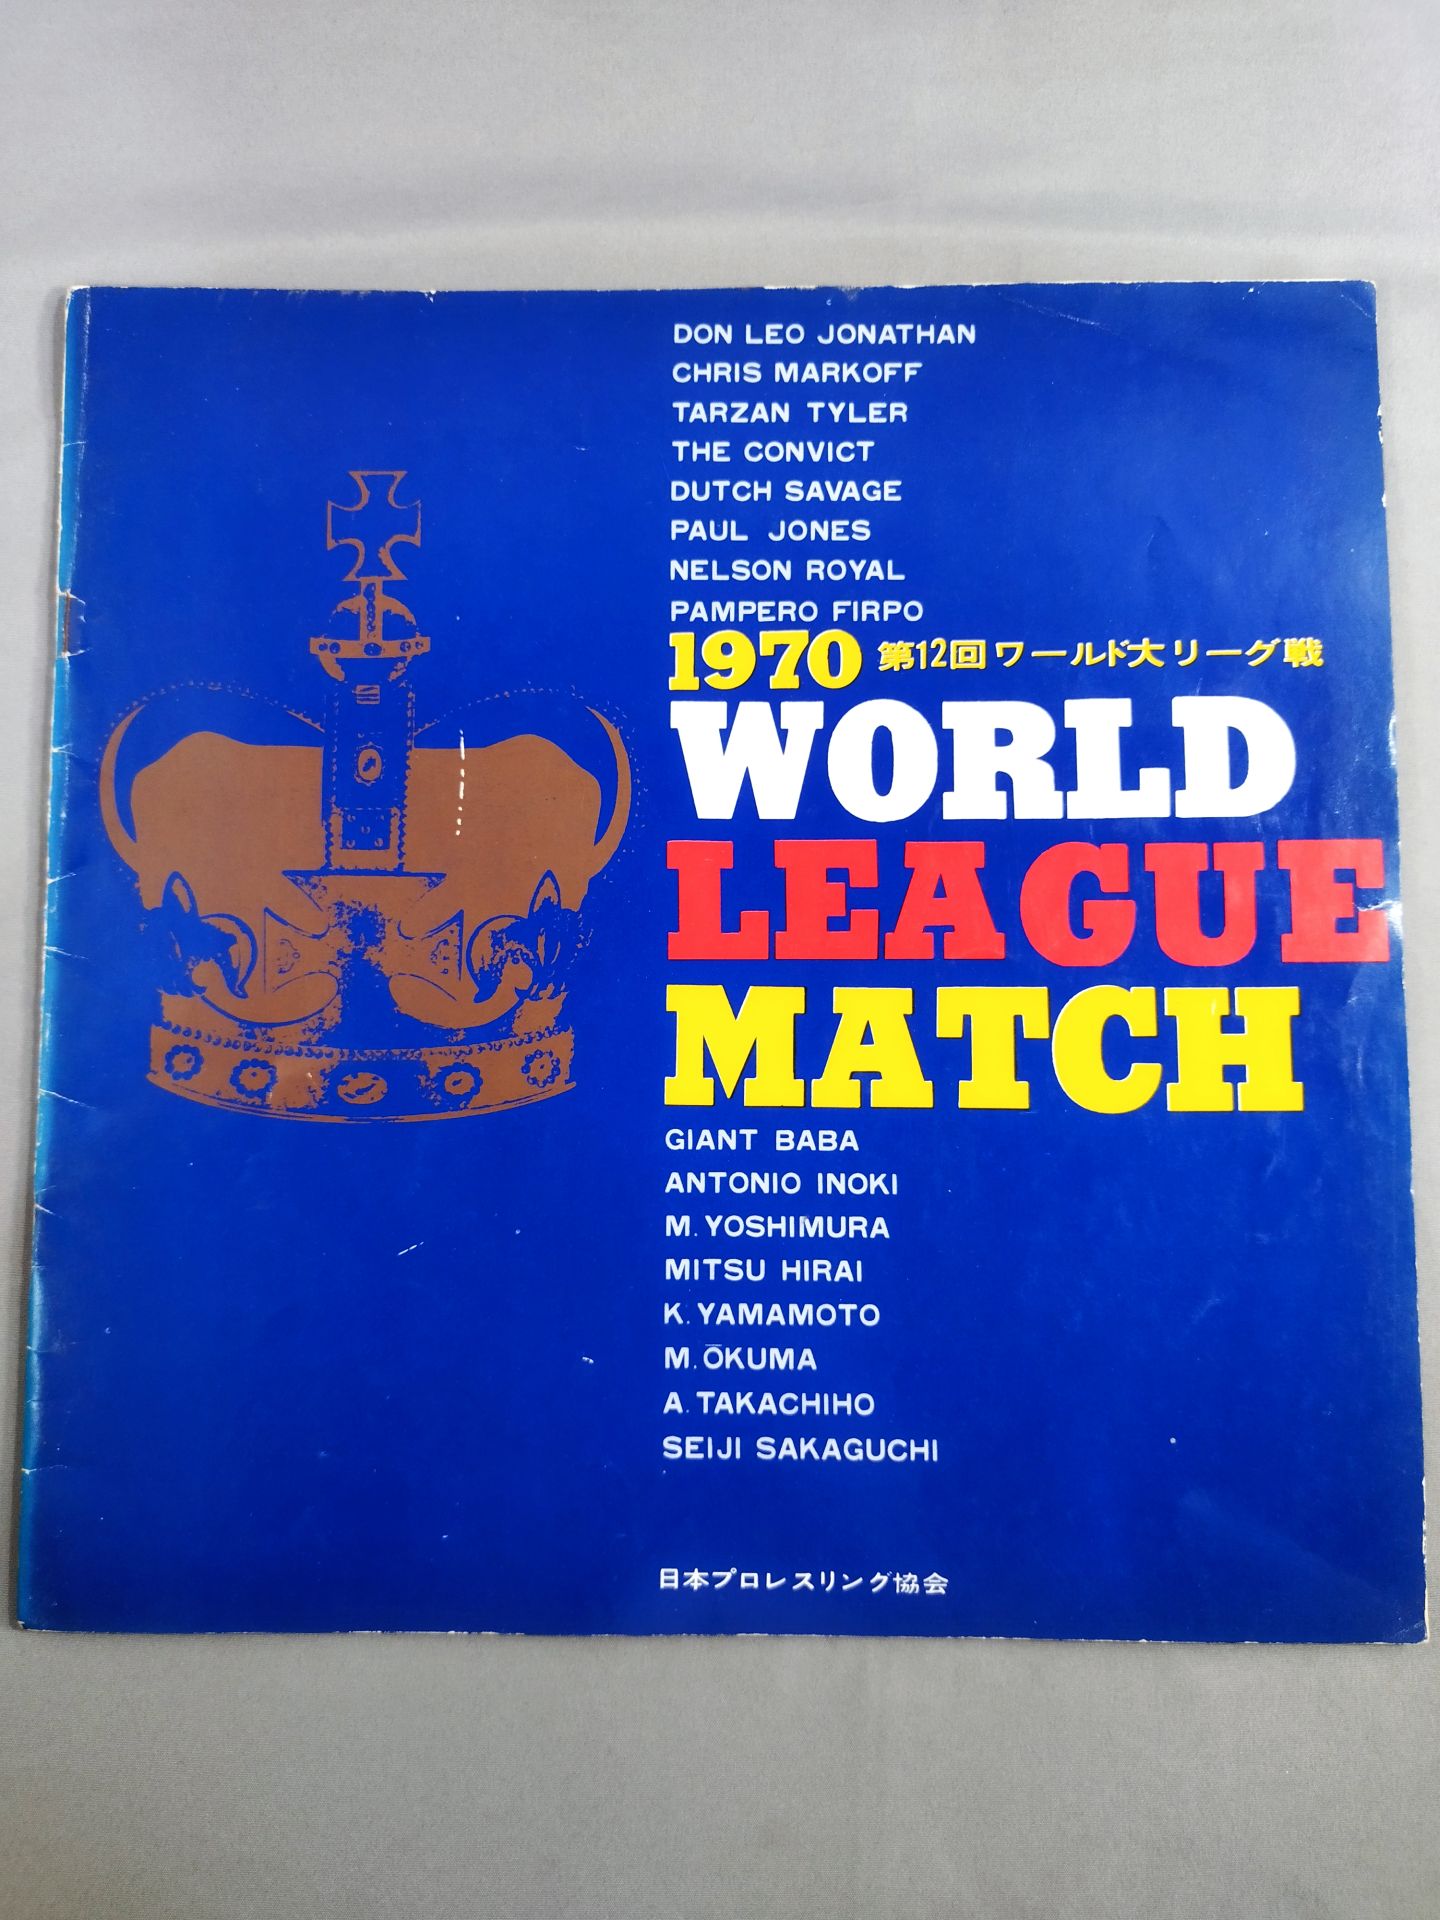 DON LEO JONATHAN
CHRIS MARKOFF
TARZAN TYLER
THE CONVICT
DUTCH SAVAGE
PAUL JONES
NELSON ROYAL
PAMPERO FIRPO
1970 第12回ワールド大リーグ戦
WORLD
LEAGUE
MATCH
GIANT BABA
ANTONIO INOKI
M. YOSHIMURA
MITSU HIRAI
K. YAMAMOTO
M. ŌKUMA
A. TAKACHIHO
SEIJI SAKAGUCHI
日本プロレスリング協会